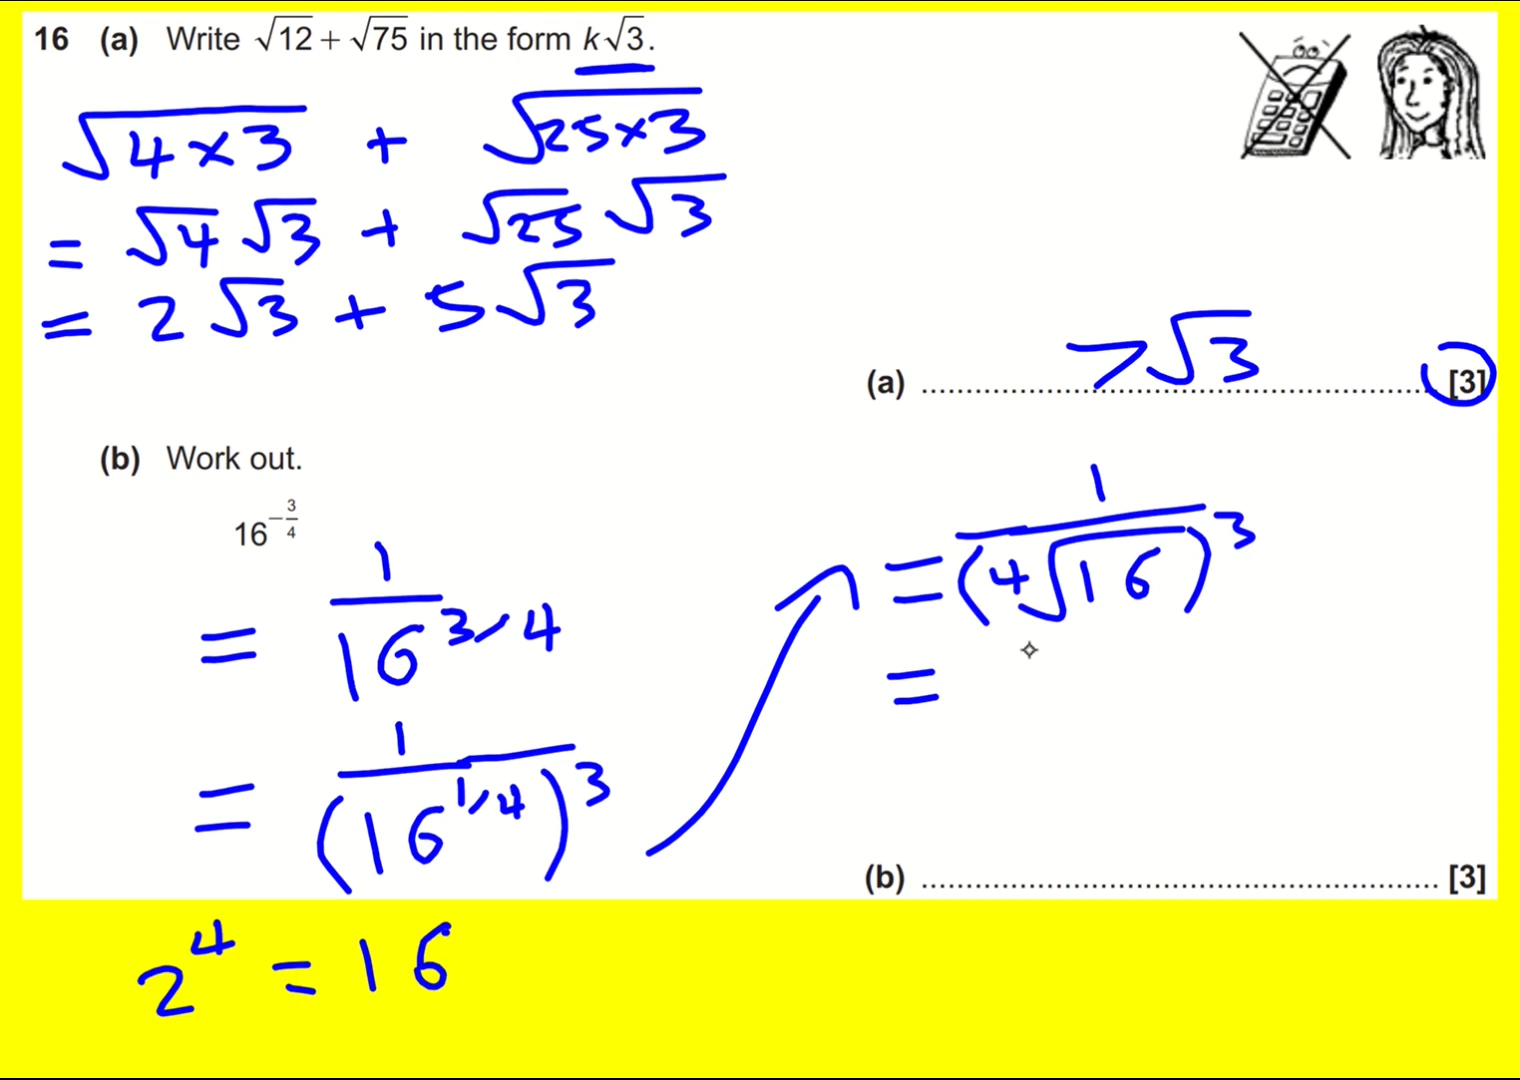 16 (a) Write √12 + √75 in the form k√3.
√(4×3) + √(25×3)
= √4 √3 + √25 √3
= 2√3 + 5√3
7√3
(a) ........................................................ [3]
(b) Work out.
16^(-3/4)
= 1/16^(3/4)
= 1/(16^(1/4))^3
= 1/(4√16)^3
=
(b) ........................................................ [3]
2^4 = 16